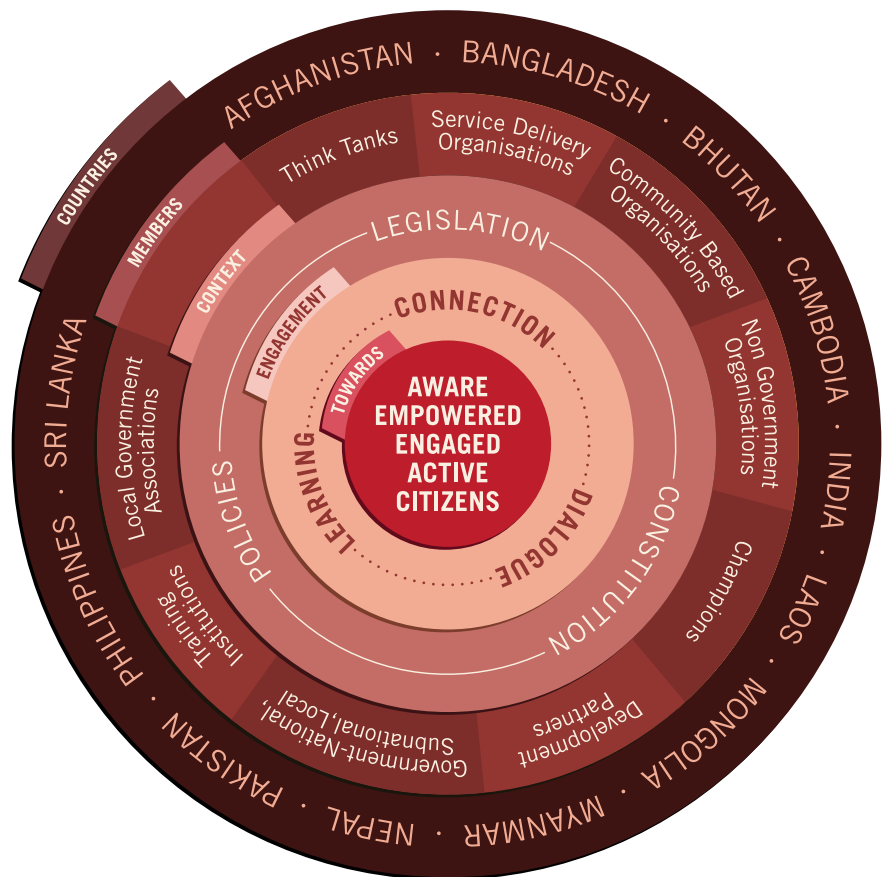 COUNTRIES
AFGHANISTAN · BANGLADESH · BHUTAN · CAMBODIA · INDIA · LAOS · MONGOLIA · MYANMAR · NEPAL · PAKISTAN · PHILIPPINES · SRI LANKA
MEMBERS
Think Tanks
Service Delivery
Organisations
Community Based
Organisations
Non Government
Organisations
Champions
Development
Partners
Government-National,
Subnational,Local
Training
Institutions
Local Government
Associations
CONTEXT
LEGISLATION
CONSTITUTION
POLICIES
ENGAGEMENT
CONNECTION
DIALOGUE
LEARNING
TOWARDS
AWARE
EMPOWERED
ENGAGED
ACTIVE
CITIZENS